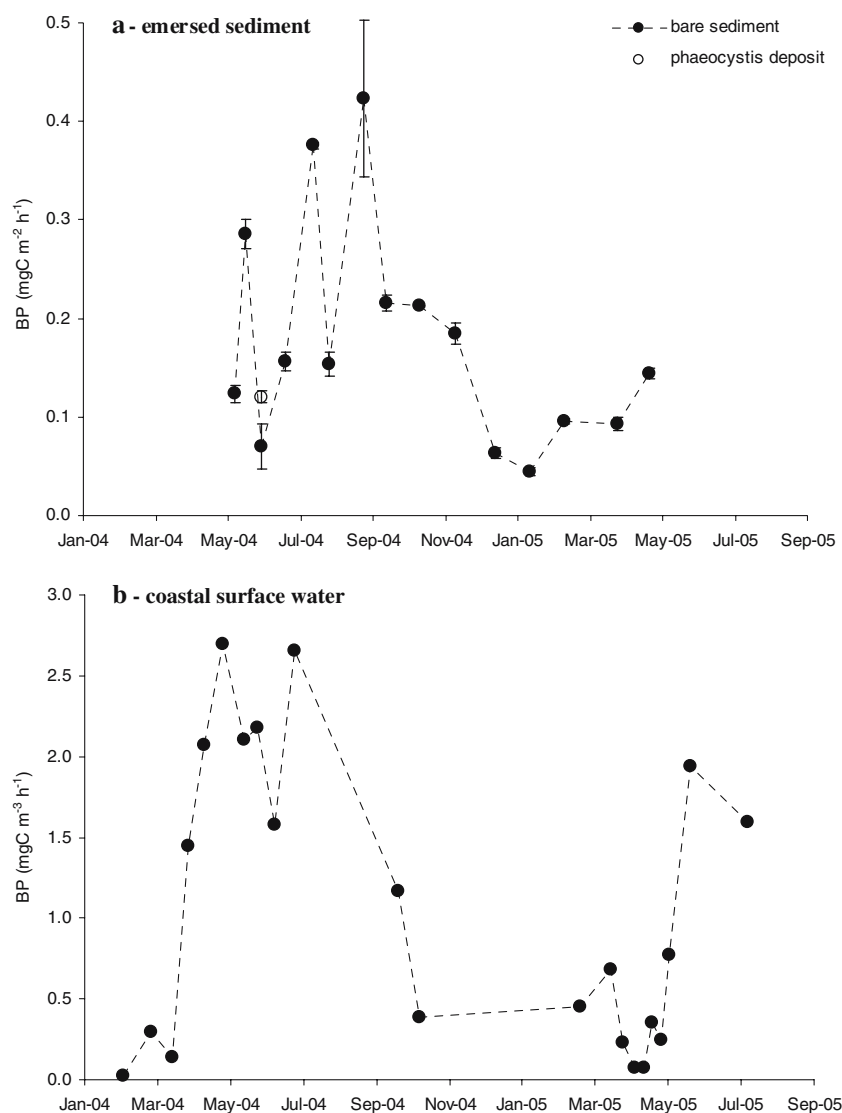 a - emersed sediment
bare sediment
phaeocystis deposit
BP (mgC m-2 h-1)
0.5
0.4
0.3
0.2
0.1
0.0
Jan-04 Mar-04 May-04 Jul-04 Sep-04 Nov-04 Jan-05 Mar-05 May-05 Jul-05 Sep-05
b - coastal surface water
BP (mgC m-3 h-1)
3.0
2.5
2.0
1.5
1.0
0.5
0.0
Jan-04 Mar-04 May-04 Jul-04 Sep-04 Nov-04 Jan-05 Mar-05 May-05 Jul-05 Sep-05